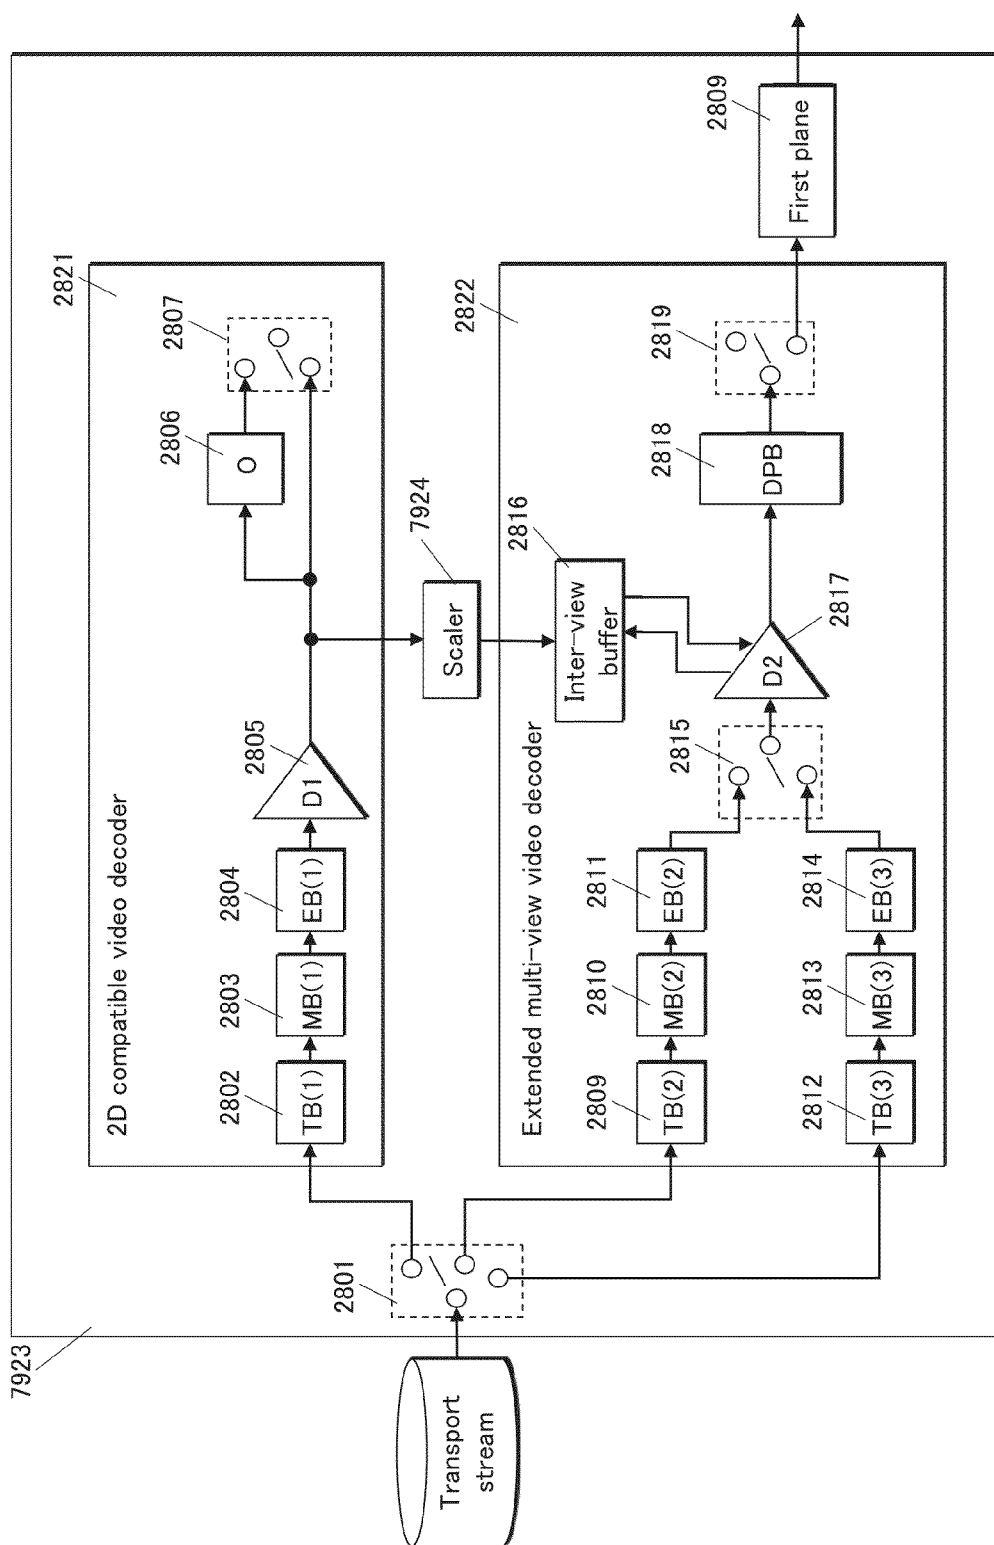 7923
Transport
stream
2801
2821
2D compatible video decoder
2802
TB(1)
2803
MB(1)
2804
EB(1)
2805
D1
2806
O
2807
7924
Scaler
2822
Extended multi-view video decoder
2809
TB(2)
2810
MB(2)
2811
EB(2)
2812
TB(3)
2813
MB(3)
2814
EB(3)
2815
2816
Inter-view
buffer
D2
2817
2818
DPB
2819
2809
First plane